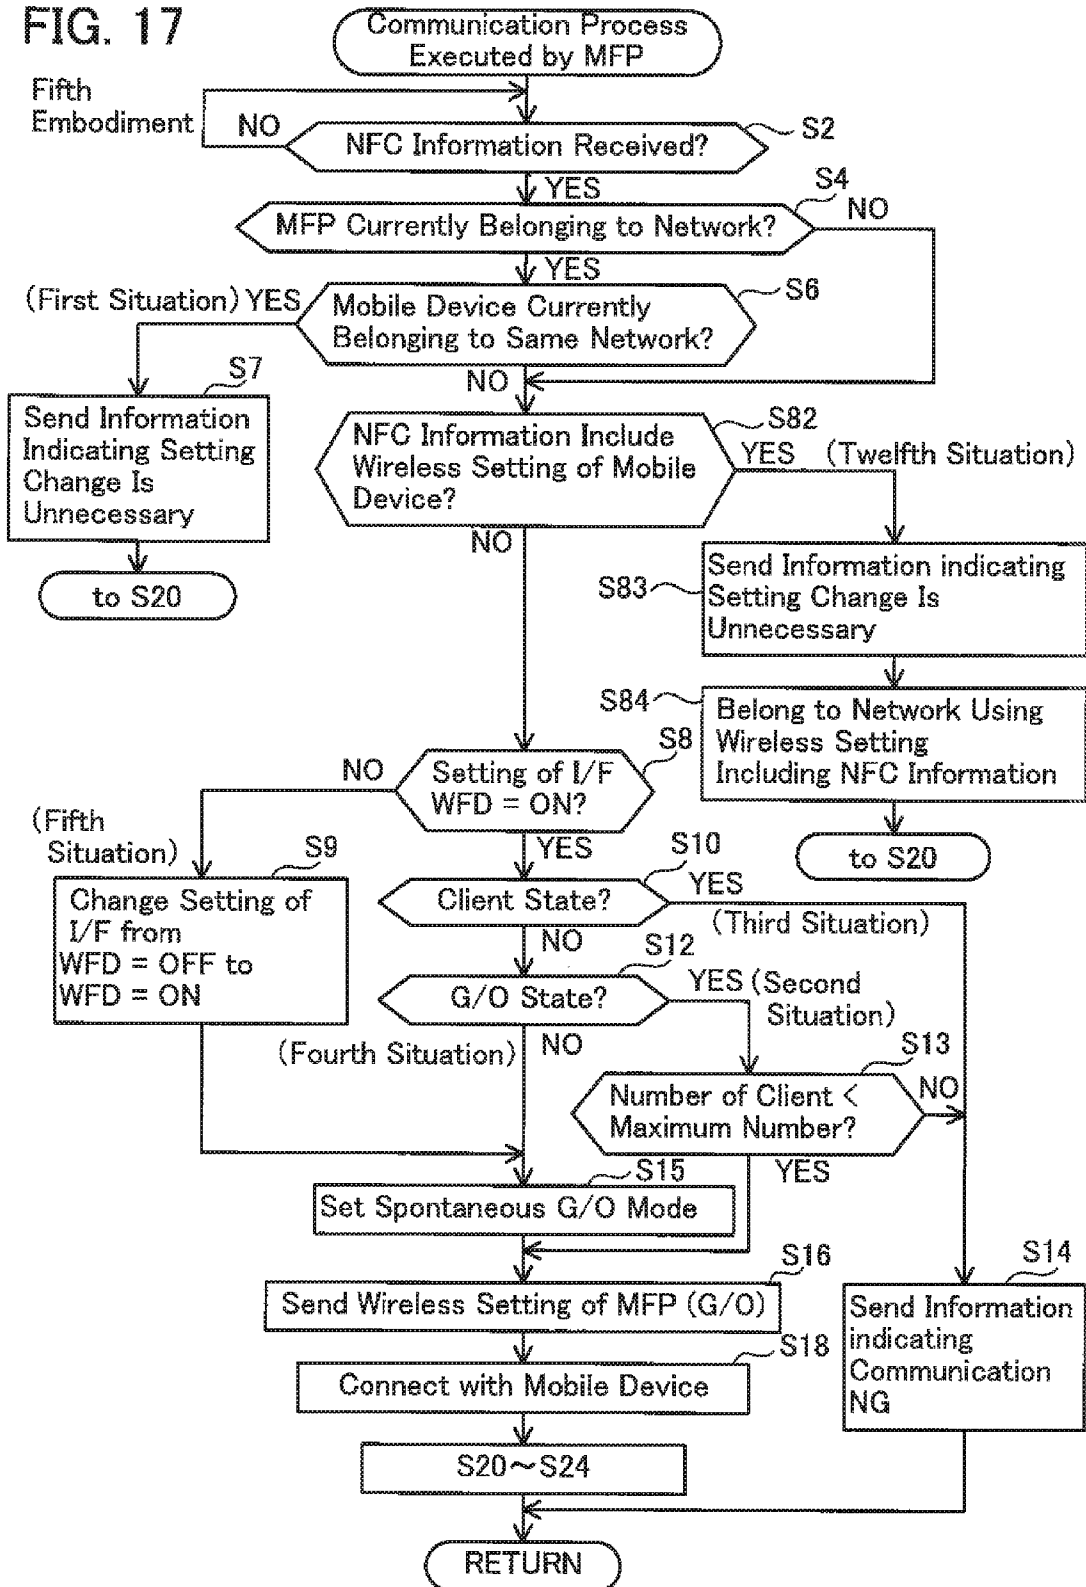 FIG. 17
Communication Process
Executed by MFP
Fifth
Embodiment
NO
S2
NFC Information Received?
YES
S4
NO
MFP Currently Belonging to Network?
YES
(First Situation) YES
S6
Mobile Device Currently
Belonging to Same Network?
NO
S7
Send Information
Indicating Setting
Change Is
Unnecessary
to S20
S82
NFC Information Include
Wireless Setting of Mobile
Device?
YES
(Twelfth Situation)
NO
S83
Send Information indicating
Setting Change Is
Unnecessary
S84
Belong to Network Using
Wireless Setting
Including NFC Information
to S20
S8
NO
Setting of I/F
WFD = ON?
YES
(Fifth
Situation)
S9
Change Setting of
I/F from
WFD = OFF to
WFD = ON
S10
Client State?
YES
(Third Situation)
NO
S12
G/O State?
YES (Second
Situation)
(Fourth Situation)
NO
S13
Number of Client <
Maximum Number?
NO
YES
S15
Set Spontaneous G/O Mode
S16
Send Wireless Setting of MFP (G/O)
S14
Send Information
indicating
Communication
NG
S18
Connect with Mobile Device
S20~S24
RETURN